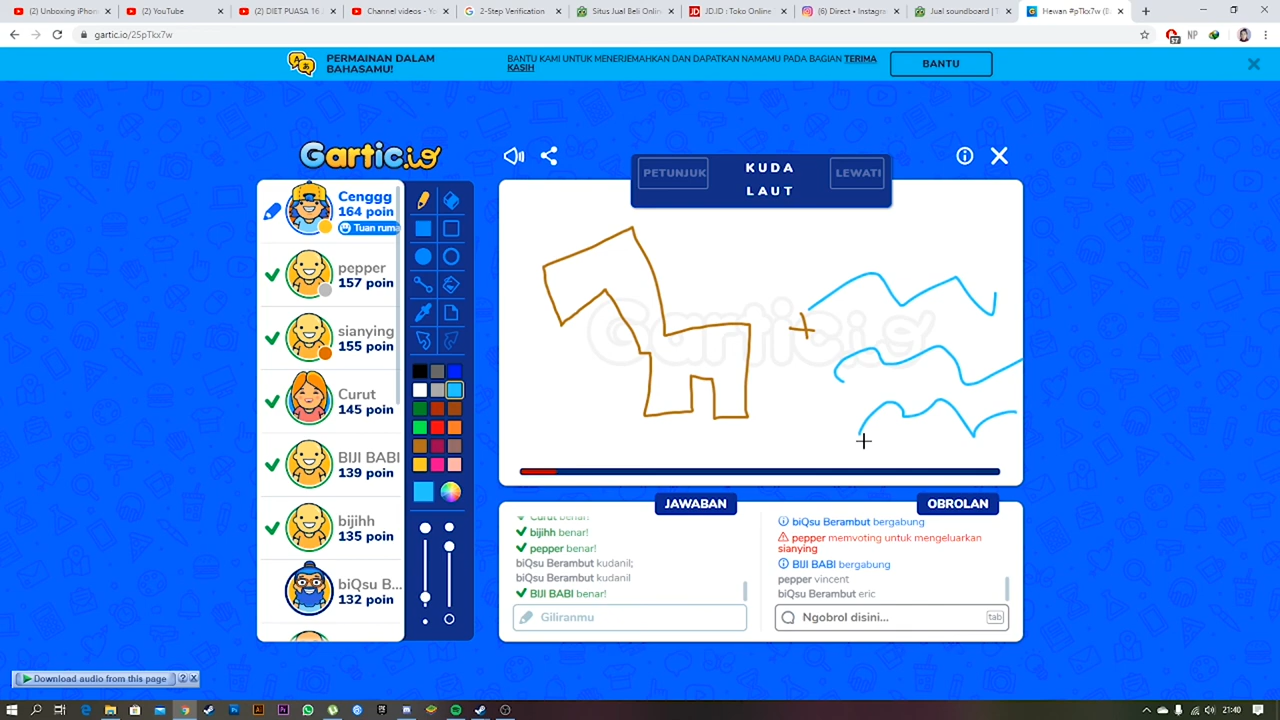 (2) Unboxing iPhon
(2) YouTube
(2) DIET PUASA 16
Channel videos - Yo
2-Step Verification
Situs Jual Beli Onlin
JD.ID : Toko Online
(6) Direct • Instagra
Jual soundboard | T
Hewan #pTkx7w (B
gartic.io/25pTkx7w
57
NP
PERMAINAN DALAM
BAHASAMU!
BANTU KAMI UNTUK MENERJEMAHKAN DAN DAPATKAN NAMAMU PADA BAGIAN TERIMA
KASIH
BANTU
Gartic.io
PETUNJUK
KUDA
LAUT
LEWATI
Cenggg
164 poin
Tuan ruma
pepper
157 poin
sianying
155 poin
Curut
145 poin
BIJI BABI
139 poin
bijihh
135 poin
biQsu B...
132 poin
Gartic.io
JAWABAN
Curut benar!
bijihh benar!
pepper benar!
biQsu Berambut kudanil;
biQsu Berambut kudanil
BIJI BABI benar!
Giliranmu
OBROLAN
biQsu Berambut bergabung
pepper memvoting untuk mengeluarkan
sianying
BIJI BABI bergabung
pepper vincent
biQsu Berambut eric
Ngobrol disini...
tab
Download audio from this page
? X
21:40